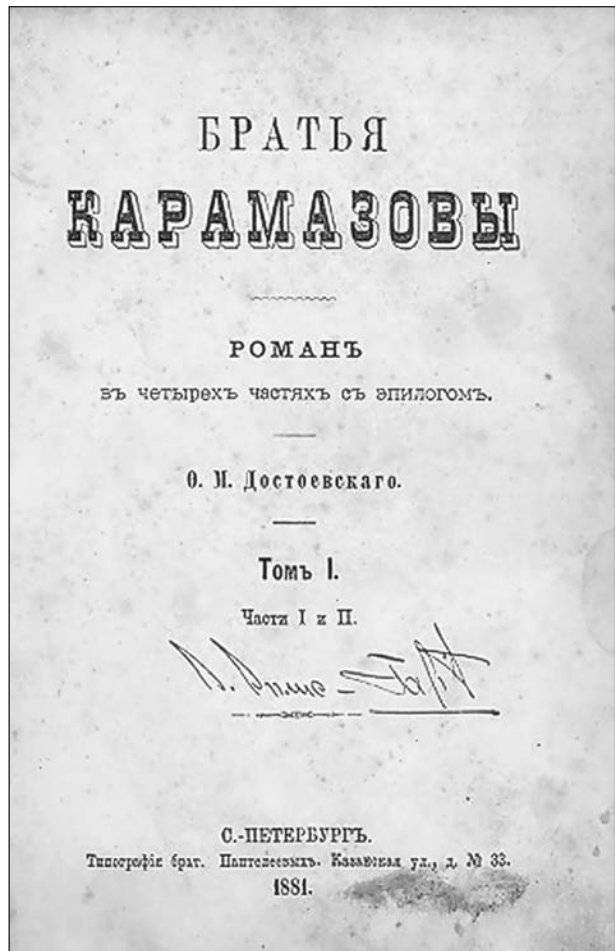 БРАТЬЯ
КАРАМАЗОВЫ
РОМАНЪ
въ четырехъ частяхъ съ эпилогомъ.
Ѳ. М. Достоевскаго.
Томъ I.
Части I и II.
С.-ПЕТЕРБУРГЪ.
Типографія брат. Пантелеевыхъ. Казанская ул., д. № 33.
1881.